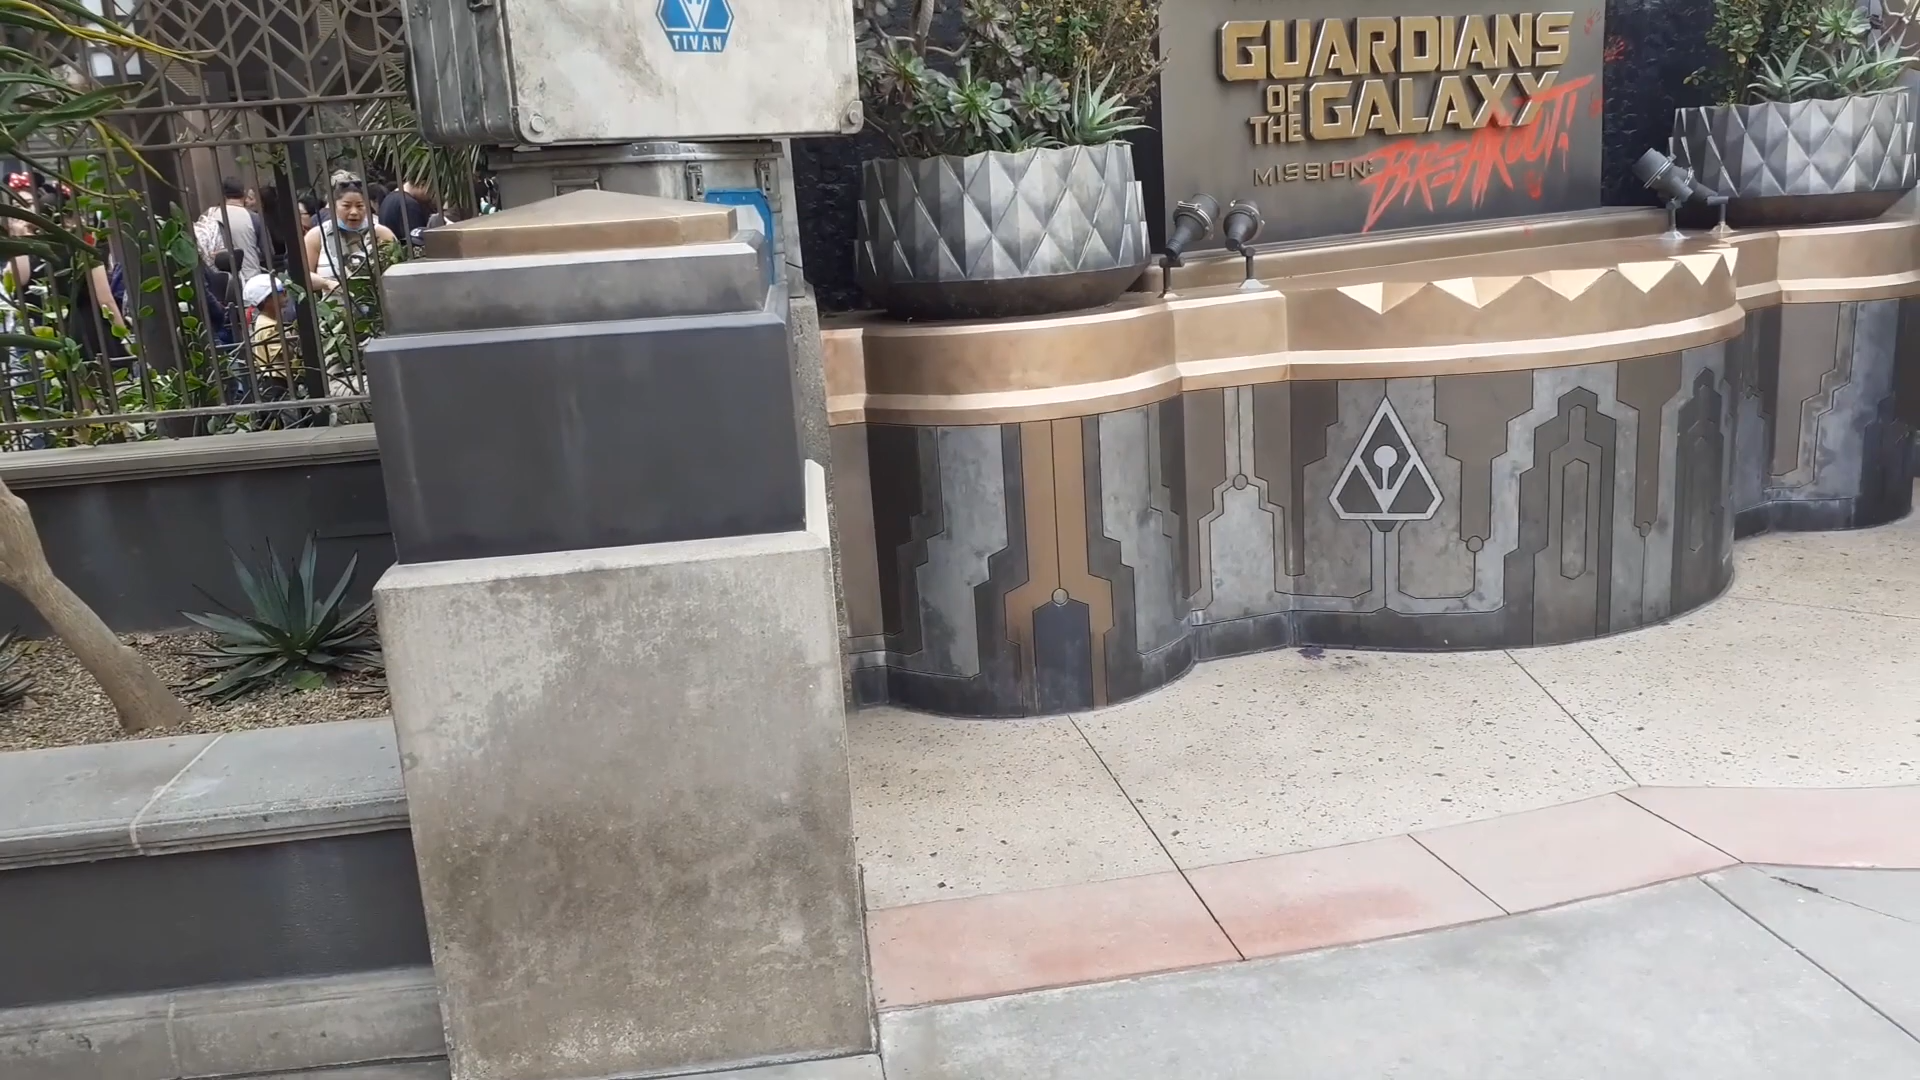 TIVAN
GUARDIANS
OF
THE GALAXY
MISSION: BREAKOUT!